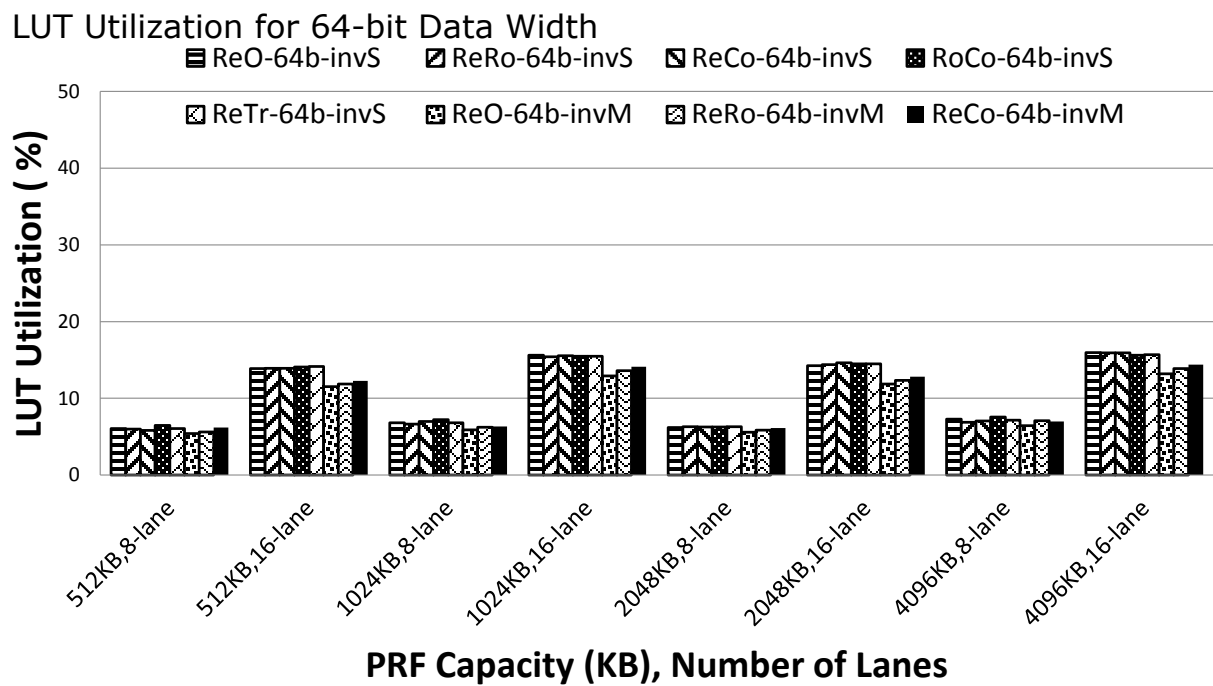 LUT Utilization for 64-bit Data Width
ReO-64b-invS ReRo-64b-invS ReCo-64b-invS RoCo-64b-invS
ReTr-64b-invS ReO-64b-invM ReRo-64b-invM ReCo-64b-invM
50
40
30
20
10
0
LUT Utilization ( %)
512KB,8-lane
512KB,16-lane
1024KB,8-lane
1024KB,16-lane
2048KB,8-lane
2048KB,16-lane
4096KB,8-lane
4096KB,16-lane
PRF Capacity (KB), Number of Lanes